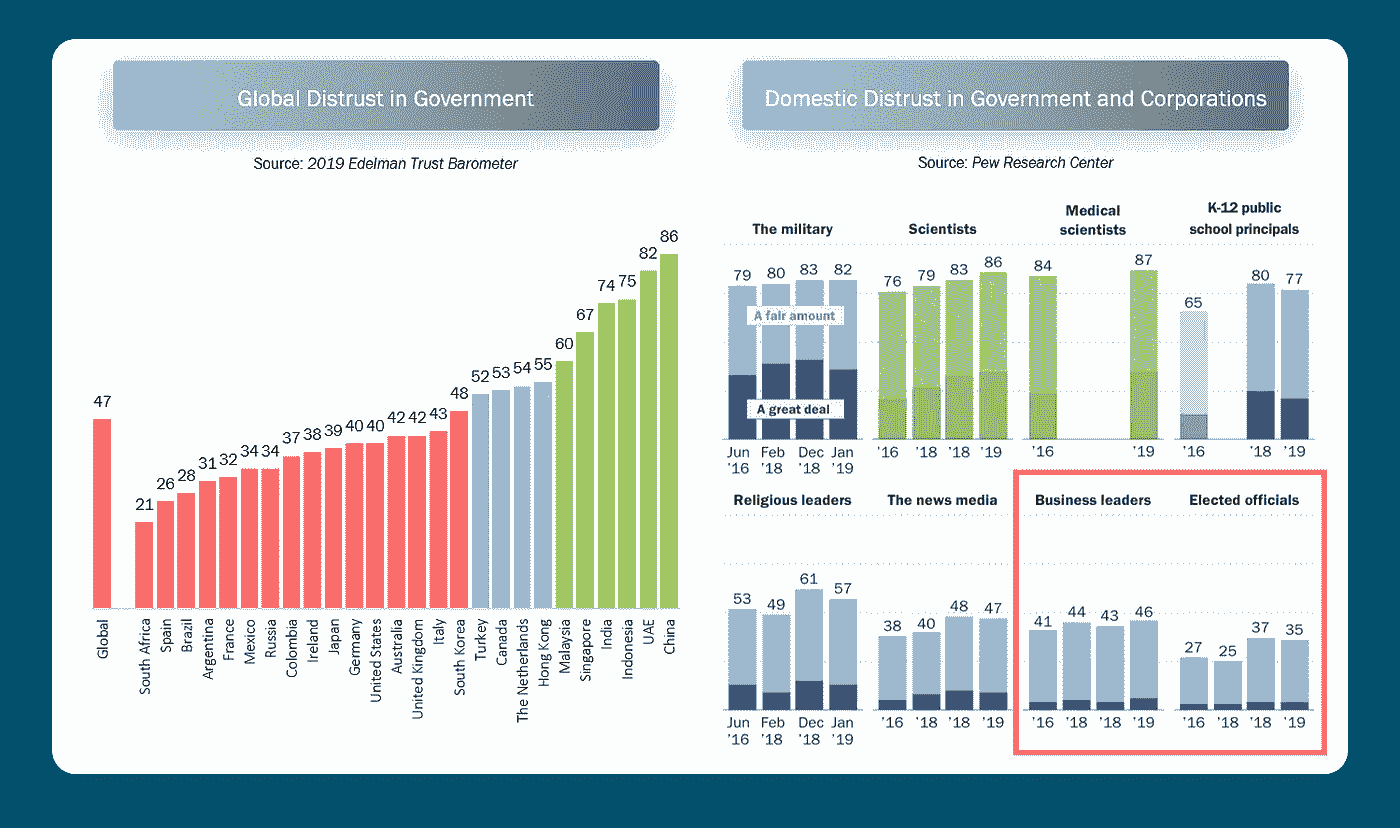 Global Distrust in Government
Source: 2019 Edelman Trust Barometer
47
21
26
28
31
32
34
34
37
38
39
40
40
42
42
43
48
52
53
54
55
60
67
74
75
82
86
Global
South Africa
Spain
Brazil
Argentina
France
Mexico
Russia
Colombia
Ireland
Japan
Germany
United States
Australia
United Kingdom
Italy
South Korea
Turkey
Canada
The Netherlands
Hong Kong
Malaysia
Singapore
India
Indonesia
UAE
China
Domestic Distrust in Government and Corporations
Source: Pew Research Center
The military
79 80 83 82
A fair amount
A great deal
Jun Feb Dec Jan
’16 ’18 ’18 ’19
Scientists
76 79 83 86
’16 ’18 ’18 ’19
Medical
scientists
84 87
’16 ’19
K-12 public
school principals
65 80 77
’16 ’18 ’19
Religious leaders
53 49 61 57
Jun Feb Dec Jan
’16 ’18 ’18 ’19
The news media
38 40 48 47
’16 ’18 ’18 ’19
Business leaders
41 44 43 46
’16 ’18 ’18 ’19
Elected officials
27 25 37 35
’16 ’18 ’18 ’19